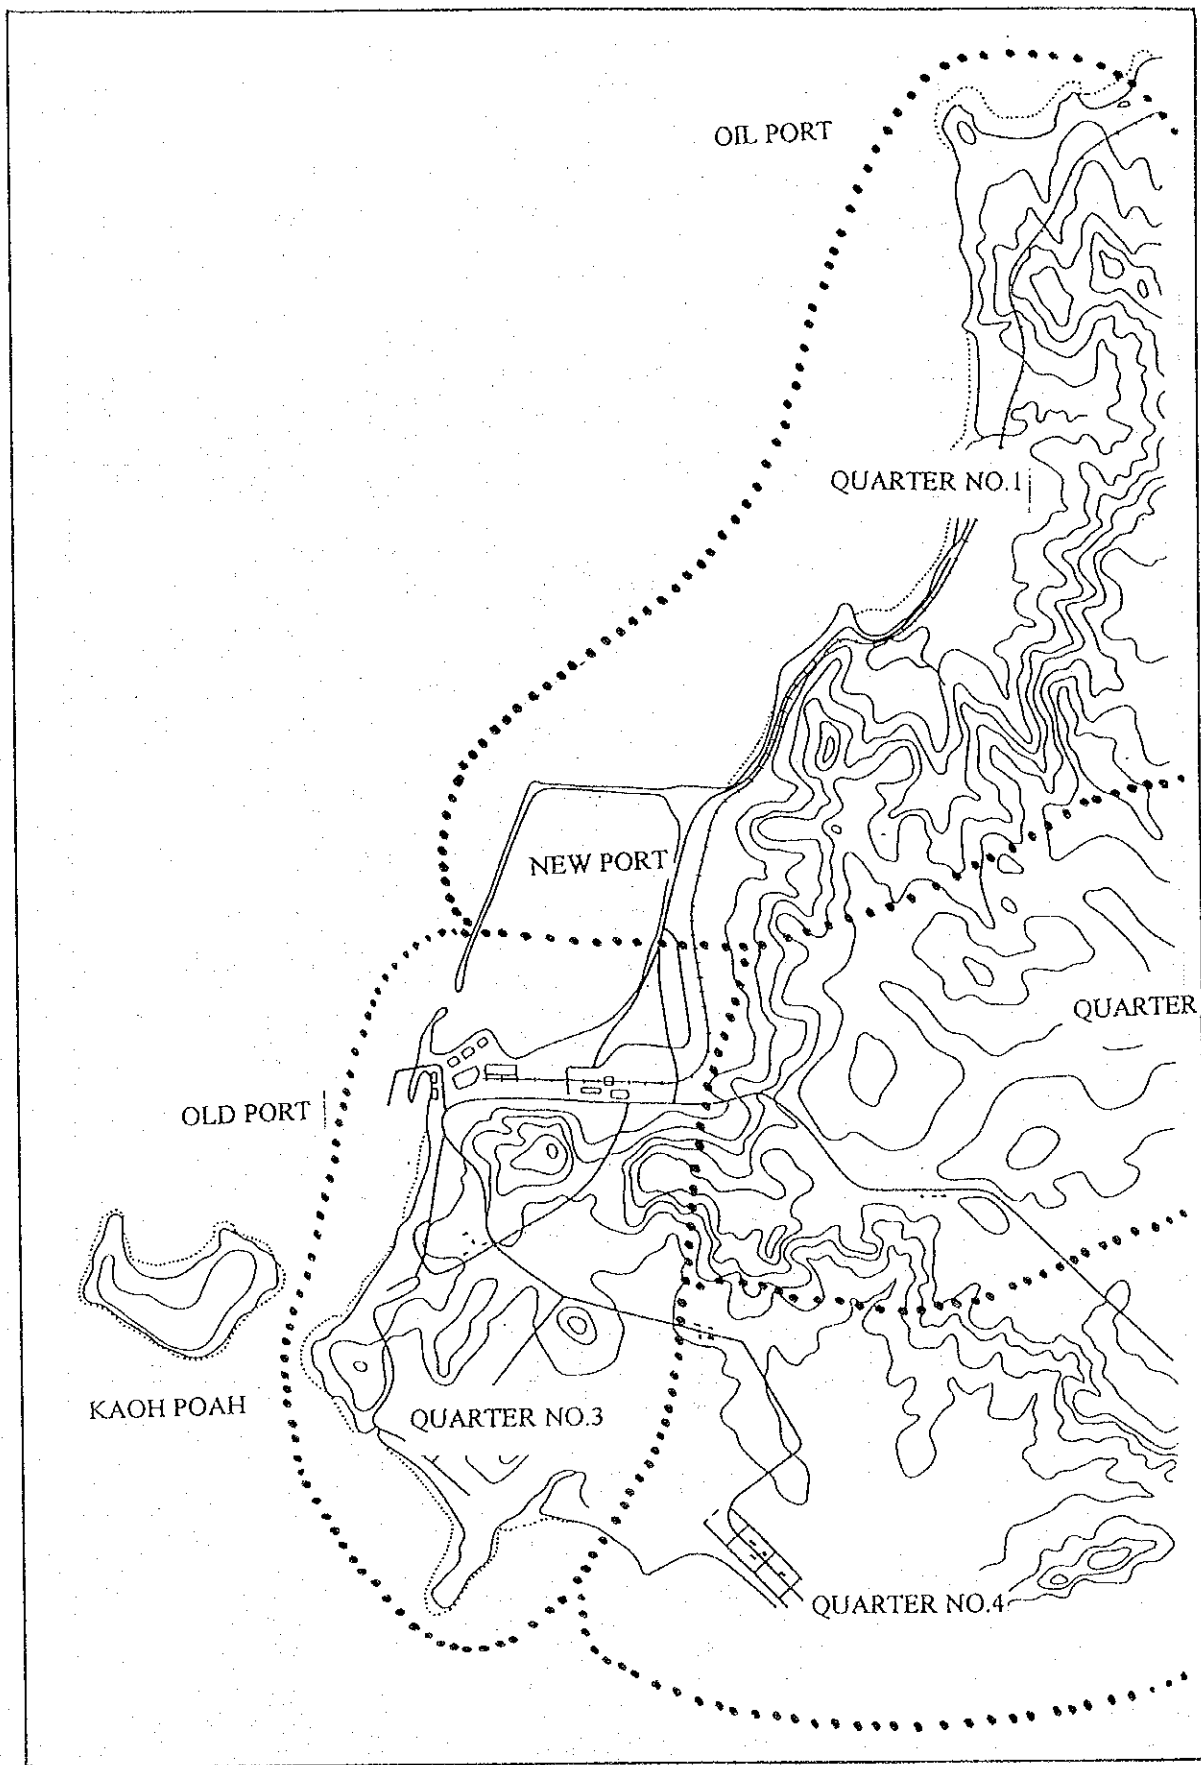 OIL PORT
QUARTER NO.1
NEW PORT
QUARTER
OLD PORT
KAOH POAH
QUARTER NO.3
QUARTER NO.4